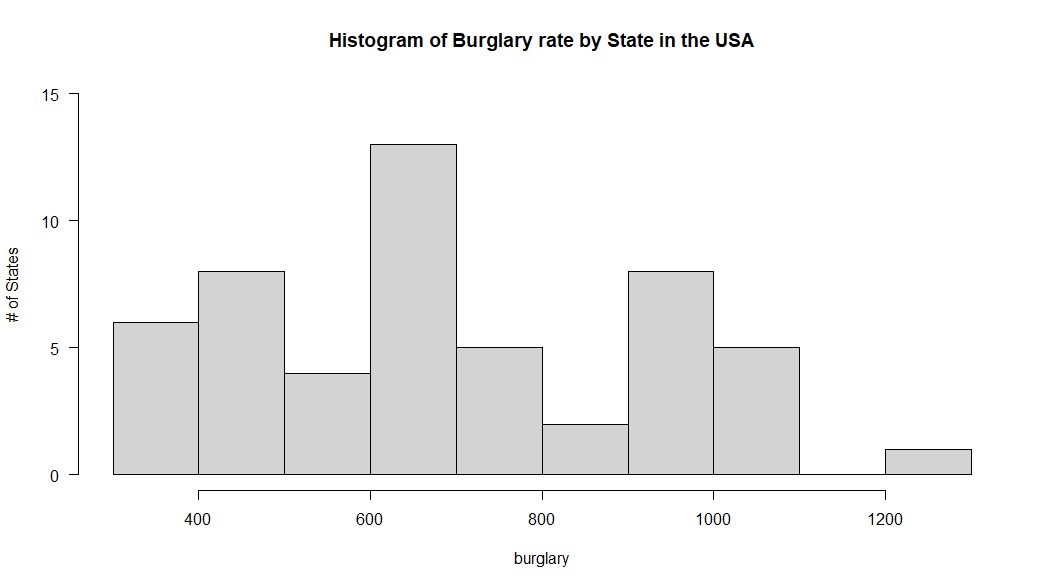 Histogram of Burglary rate by State in the USA
# of States
15
10
5
0
400 600 800 1000 1200
burglary